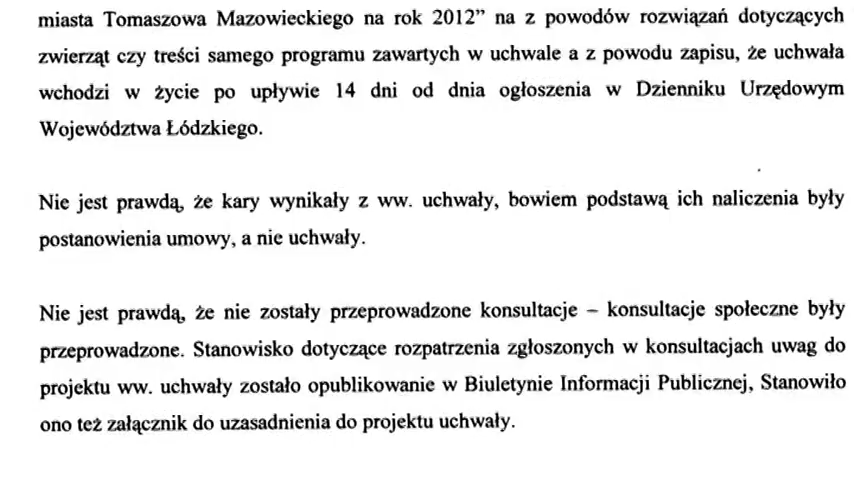 miasta Tomaszowa Mazowieckiego na rok 2012” na z powodów rozwiązań dotyczących
zwierząt czy treści samego programu zawartych w uchwale a z powodu zapisu, że uchwała
wchodzi w życie po upływie 14 dni od dnia ogłoszenia w Dzienniku Urzędowym
Województwa Łódzkiego.
Nie jest prawdą, że kary wynikały z ww. uchwały, bowiem podstawą ich naliczenia były
postanowienia umowy, a nie uchwały.
Nie jest prawdą, że nie zostały przeprowadzone konsultacje – konsultacje społeczne były
przeprowadzone. Stanowisko dotyczące rozpatrzenia zgłoszonych w konsultacjach uwag do
projektu ww. uchwały zostało opublikowanie w Biuletynie Informacji Publicznej, Stanowiło
ono też załącznik do uzasadnienia do projektu uchwały.